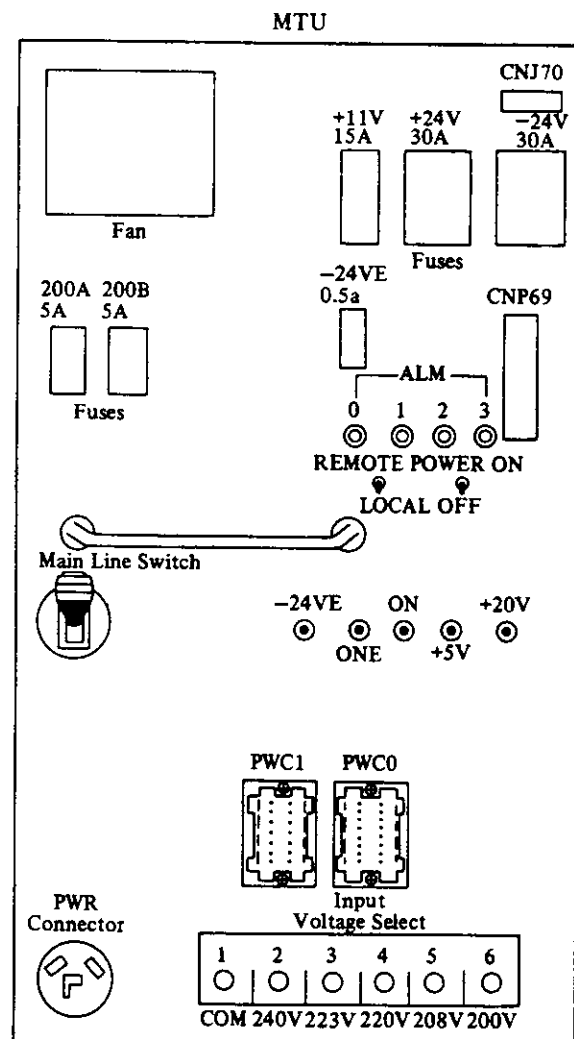 MTU
CNJ70
+11V +24V −24V
15A 30A 30A
Fan
Fuses
−24VE
0.5a
CNP69
200A 200B
5A 5A
Fuses
ALM
0 1 2 3
REMOTE POWER ON
LOCAL OFF
Main Line Switch
−24VE ON +20V
ONE +5V
PWC1 PWC0
PWR
Connector
Input
Voltage Select
1 2 3 4 5 6
COM 240V 223V 220V 208V 200V